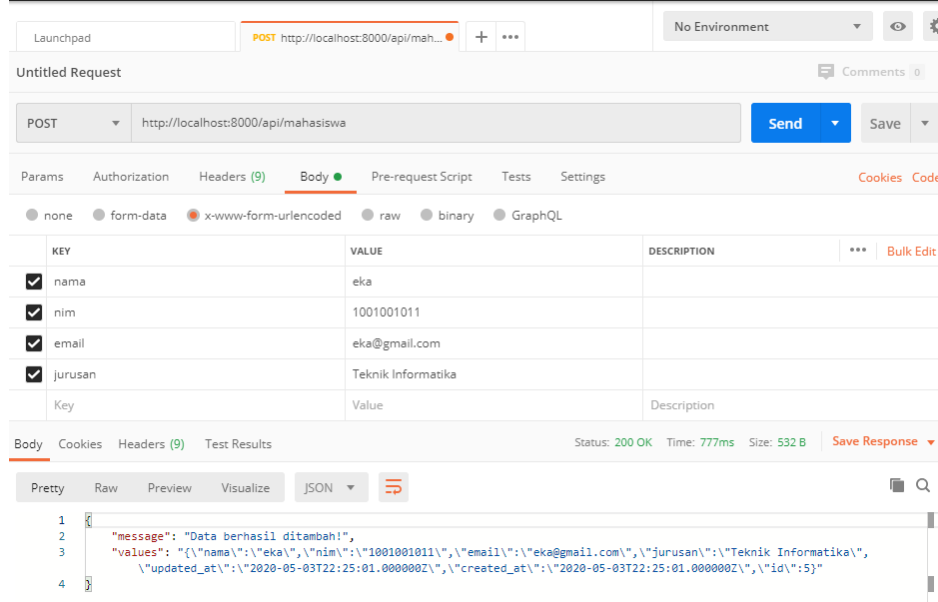 Launchpad
POST http://localhost:8000/api/mah...
No Environment
Untitled Request
Comments 0
POST http://localhost:8000/api/mahasiswa Send Save
Params Authorization Headers (9) Body Pre-request Script Tests Settings Cookies Code
none form-data x-www-form-urlencoded raw binary GraphQL
KEY VALUE DESCRIPTION Bulk Edit
nama eka
nim 1001001011
email eka@gmail.com
jurusan Teknik Informatika
Key Value Description
Body Cookies Headers (9) Test Results Status: 200 OK Time: 777ms Size: 532 B Save Response
Pretty Raw Preview Visualize JSON
1 {
2 "message": "Data berhasil ditambah!",
3 "values": "{\"nama\":\"eka\",\"nim\":\"1001001011\",\"email\":\"eka@gmail.com\",\"jurusan\":\"Teknik Informatika\",
\"updated_at\":\"2020-05-03T22:25:01.000000Z\",\"created_at\":\"2020-05-03T22:25:01.000000Z\",\"id\":5}"
4 }